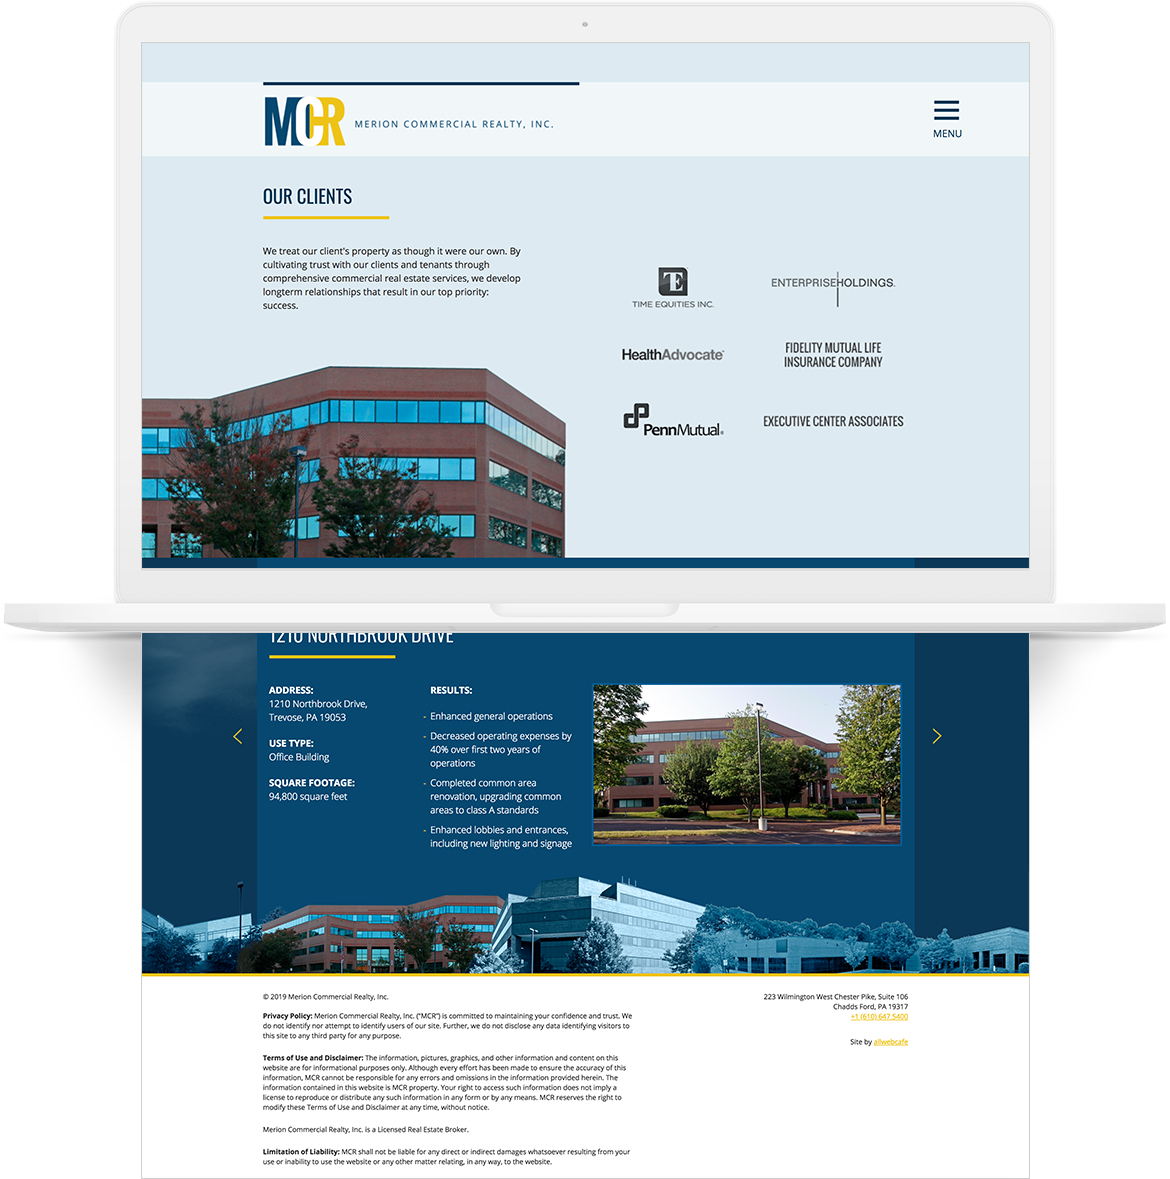 MCR
MERION COMMERCIAL REALTY, INC.
MENU
OUR CLIENTS
We treat our client's property as though it were our own. By
cultivating trust with our clients and tenants through
comprehensive commercial real estate services, we develop
longterm relationships that result in our top priority:
success.
TE
TIME EQUITIES INC.
ENTERPRISEHOLDINGS.
HealthAdvocate
FIDELITY MUTUAL LIFE
INSURANCE COMPANY
PennMutual®
EXECUTIVE CENTER ASSOCIATES
1210 NORTHBROOK DRIVE
ADDRESS:
1210 Northbrook Drive,
Trevose, PA 19053
USE TYPE:
Office Building
SQUARE FOOTAGE:
94,800 square feet
RESULTS:
- Enhanced general operations
- Decreased operating expenses by
40% over first two years of
operations
- Completed common area
renovation, upgrading common
areas to class A standards
- Enhanced lobbies and entrances,
including new lighting and signage
© 2019 Merion Commercial Realty, Inc.
Privacy Policy: Merion Commercial Realty, Inc. (“MCR”) is committed to maintaining your confidence and trust. We
do not identify nor attempt to identify users of our site. Further, we do not disclose any data identifying visitors to
this site to any third party for any purpose.
Terms of Use and Disclaimer: The information, pictures, graphics, and other information and content on this
website are for informational purposes only. Although every effort has been made to ensure the accuracy of this
information, MCR cannot be responsible for any errors and omissions in the information provided herein. The
information contained in this website is MCR property. Your right to access such information does not imply a
license to reproduce or distribute any such information in any form or by any means. MCR reserves the right to
modify these Terms of Use and Disclaimer at any time, without notice.
Merion Commercial Realty, Inc. is a Licensed Real Estate Broker.
Limitation of Liability: MCR shall not be liable for any direct or indirect damages whatsoever resulting from your
use or inability to use the website or any other matter relating, in any way, to the website.
223 Wilmington West Chester Pike, Suite 106
Chadds Ford, PA 19317
+1 (610) 647.5400
Site by allwebcafe